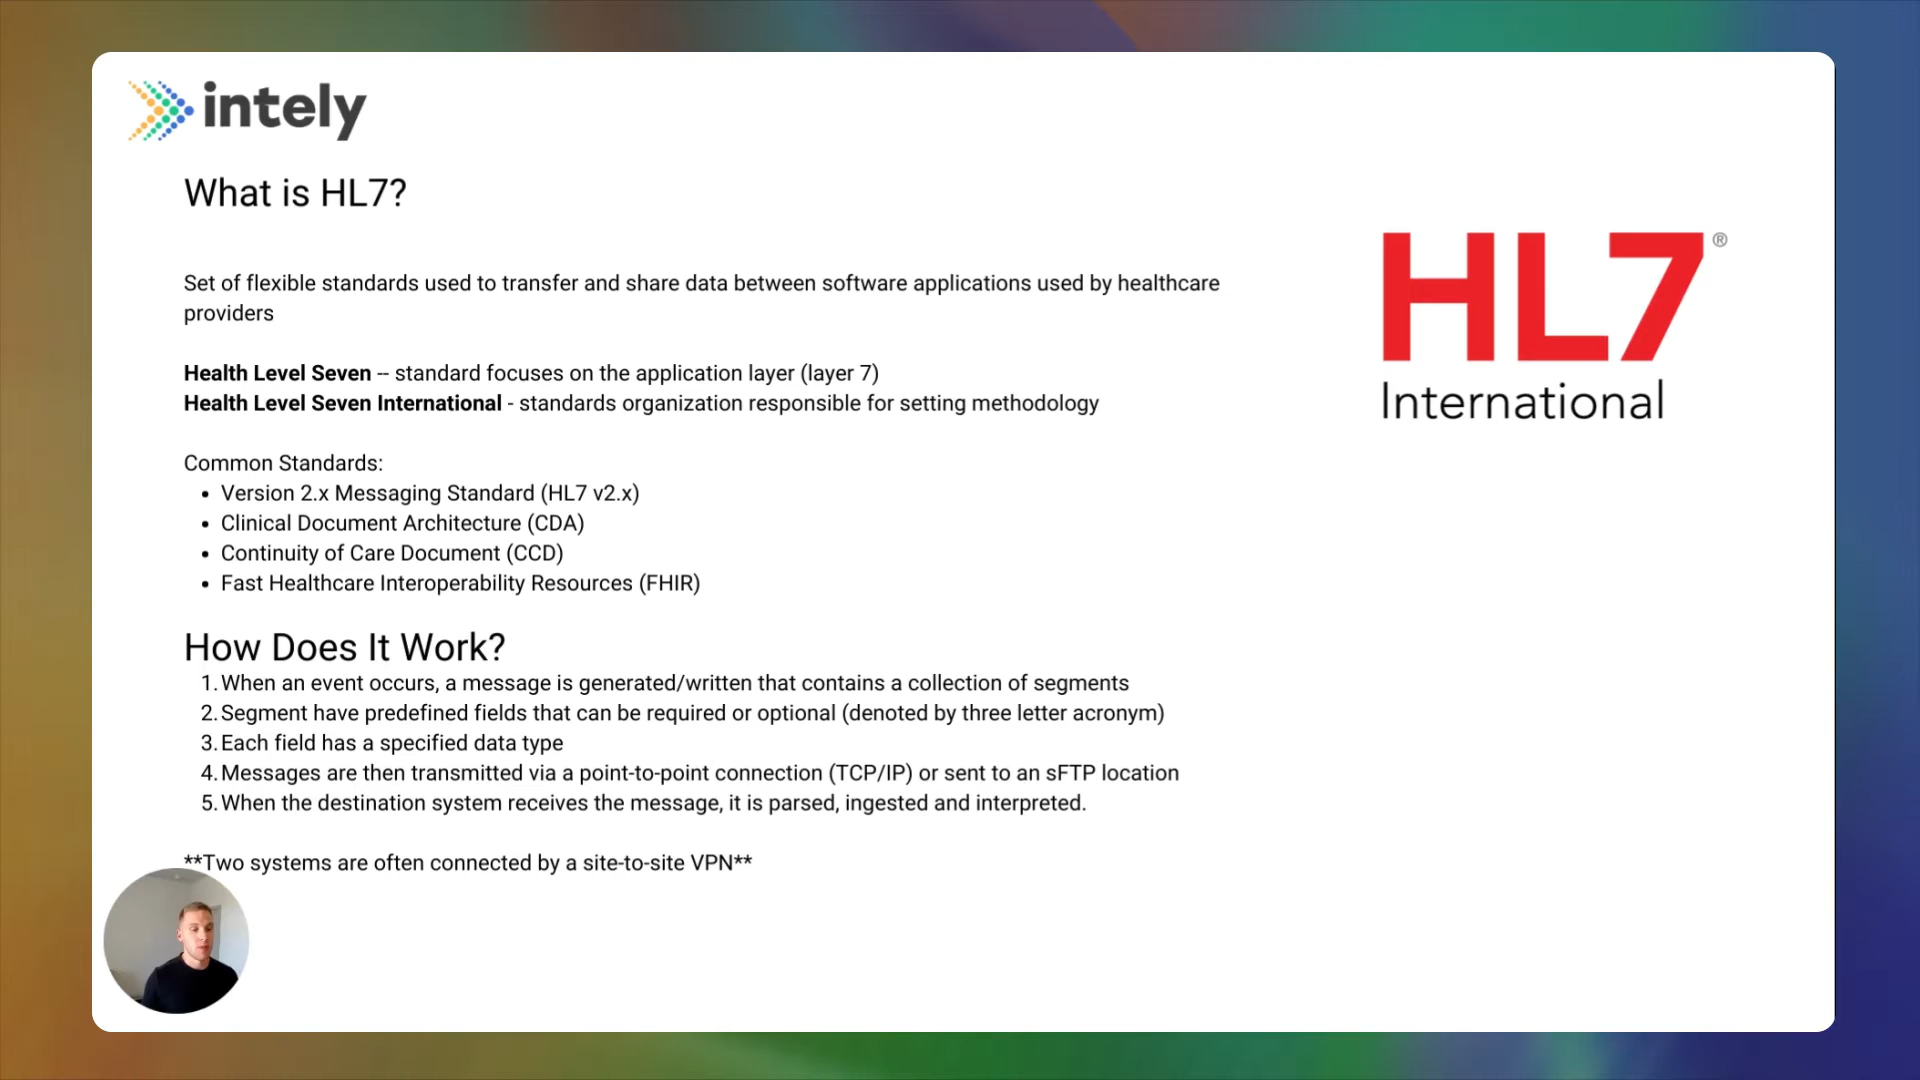 intely
What is HL7?
Set of flexible standards used to transfer and share data between software applications used by healthcare
providers
Health Level Seven -- standard focuses on the application layer (layer 7)
Health Level Seven International - standards organization responsible for setting methodology
Common Standards:
• Version 2.x Messaging Standard (HL7 v2.x)
• Clinical Document Architecture (CDA)
• Continuity of Care Document (CCD)
• Fast Healthcare Interoperability Resources (FHIR)
HL7®
International
How Does It Work?
1. When an event occurs, a message is generated/written that contains a collection of segments
2. Segment have predefined fields that can be required or optional (denoted by three letter acronym)
3. Each field has a specified data type
4. Messages are then transmitted via a point-to-point connection (TCP/IP) or sent to an sFTP location
5. When the destination system receives the message, it is parsed, ingested and interpreted.
**Two systems are often connected by a site-to-site VPN**